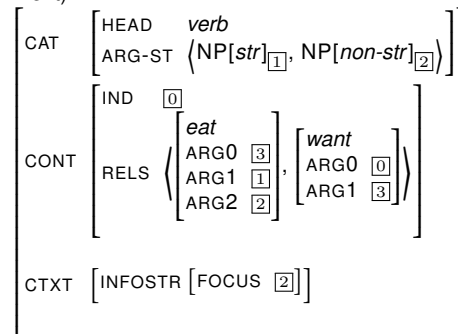 CAT HEAD verb
ARG-ST ⟨NP[str]1, NP[non-str]2⟩
CONT IND 0
RELS ⟨[eat ARG0 3 ARG1 1 ARG2 2], [want ARG0 0 ARG1 3]⟩
CTXT [INFOSTR [FOCUS 2]]